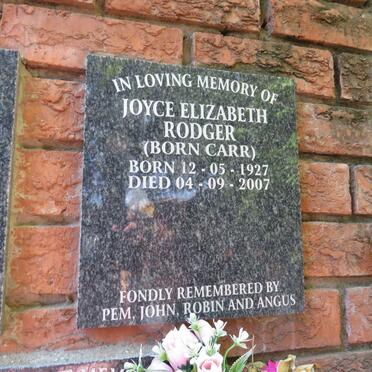 IN LOVING MEMORY OF
JOYCE ELIZABETH
RODGER
(BORN CARR)
BORN 12 - 05 - 1927
DIED 04 - 09 - 2007
FONDLY REMEMBERED BY
PEM, JOHN, ROBIN AND ANGUS